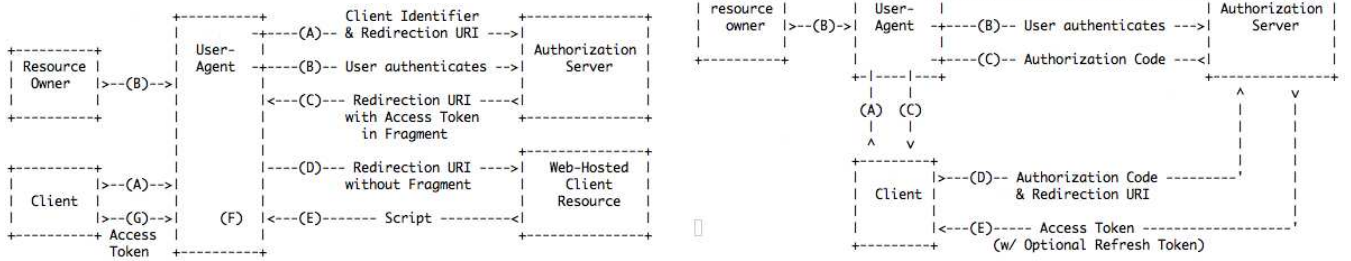 Client Identifier
-+----(A)-- & Redirection URI --->|
User-
Authorization
-+----(B)-- User authenticates -->|
Agent
Server
Resource
Owner
|>--(B)-->|
|<---(C)--- Redirection URI ----<|
with Access Token
in Fragment
|----(D)-- Redirection URI ---->|
without Fragment
Web-Hosted
Client
Resource
|>--(A)-->|
Client
|>--(G)-->|
(F)
|<---(E)------- Script ---------<|
Access
Token
resource
owner
|>--(B)->|
User-
Agent
-+----(B)-- User authenticates --->|
Authorization
Server
-+----(C)-- Authorization Code ---<|
(A) (C)
Client
|>---(D)-- Authorization Code ---------'
& Redirection URI
|<---(E)----- Access Token -------------------'
(w/ Optional Refresh Token)